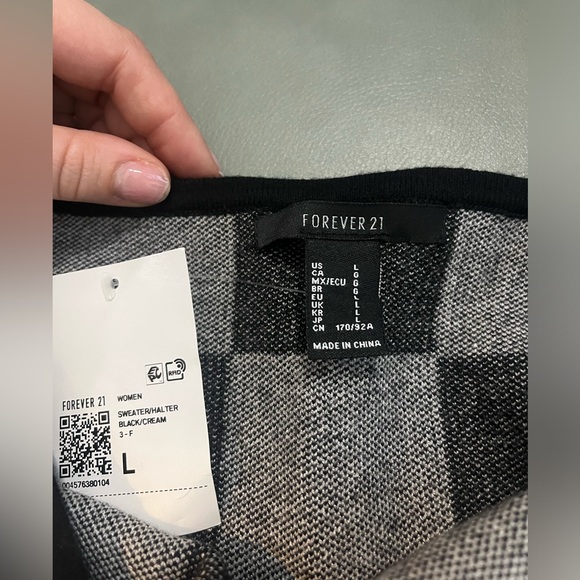 FOREVER 21
US L
CA G
MX/ECU G
BR G
EU L
UK L
KR L
JP L
CN 170/92A
MADE IN CHINA
RFID
FOREVER 21
WOMEN
SWEATER/HALTER
BLACK/CREAM
3 - F
L
004576380104